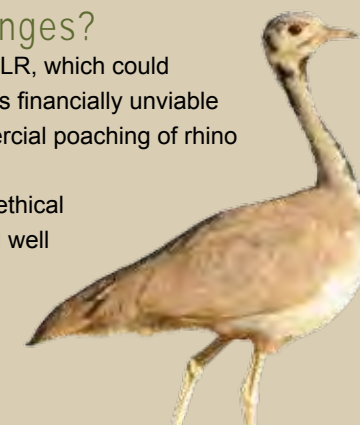 nges?
LR, which could
s financially unviable
ercial poaching of rhino
ethical
well